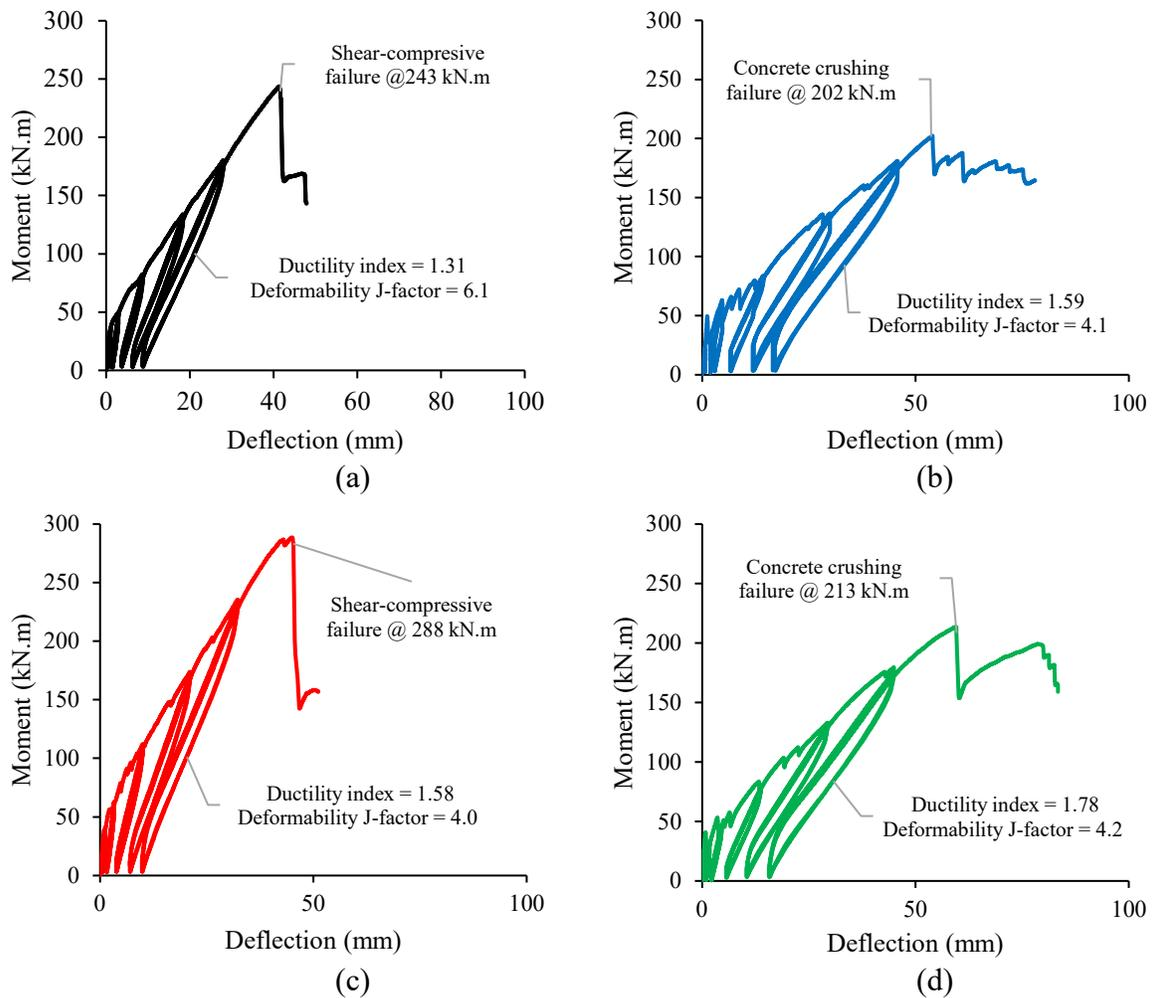 300
250
200
150
100
50
0
Moment (kN.m)
Shear-compresive
failure @243 kN.m
Ductility index = 1.31
Deformability J-factor = 6.1
0 20 40 60 80 100
Deflection (mm)
(a)
300
250
200
150
100
50
0
Moment (kN.m)
Concrete crushing
failure @ 202 kN.m
Ductility index = 1.59
Deformability J-factor = 4.1
0 50 100
Deflection (mm)
(b)
300
250
200
150
100
50
0
Moment (kN.m)
Shear-compressive
failure @ 288 kN.m
Ductility index = 1.58
Deformability J-factor = 4.0
0 50 100
Deflection (mm)
(c)
300
250
200
150
100
50
0
Moment (kN.m)
Concrete crushing
failure @ 213 kN.m
Ductility index = 1.78
Deformability J-factor = 4.2
0 50 100
Deflection (mm)
(d)